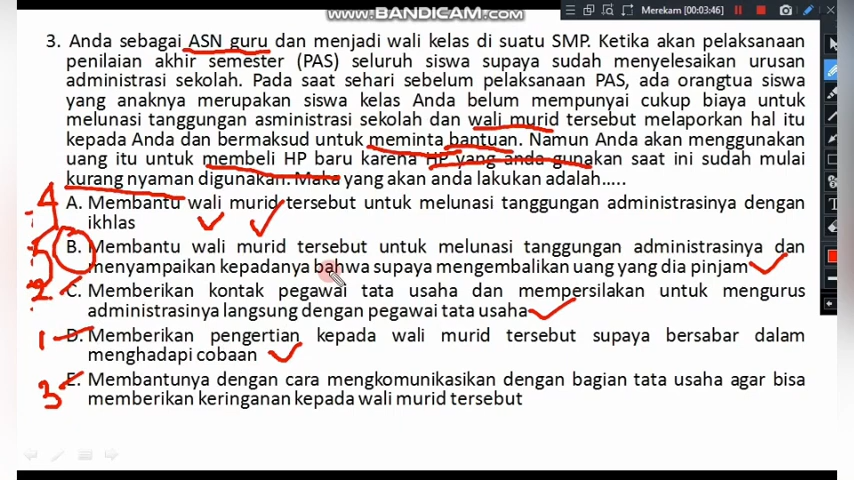 www.BANDICAM.com
Merekam [00:03:46]
3. Anda sebagai ASN guru dan menjadi wali kelas di suatu SMP. Ketika akan pelaksanaan
penilaian akhir semester (PAS) seluruh siswa supaya sudah menyelesaikan urusan
administrasi sekolah. Pada saat sehari sebelum pelaksanaan PAS, ada orangtua siswa
yang anaknya merupakan siswa kelas Anda belum mempunyai cukup biaya untuk
melunasi tanggungan asministrasi sekolah dan wali murid tersebut melaporkan hal itu
kepada Anda dan bermaksud untuk meminta bantuan. Namun Anda akan menggunakan
uang itu untuk membeli HP baru karena HP yang anda gunakan saat ini sudah mulai
kurang nyaman digunakan. Maka yang akan anda lakukan adalah.....
4 A. Membantu wali murid tersebut untuk melunasi tanggungan administrasinya dengan
ikhlas
5 B. Membantu wali murid tersebut untuk melunasi tanggungan administrasinya dan
menyampaikan kepadanya bahwa supaya mengembalikan uang yang dia pinjam
2 C. Memberikan kontak pegawai tata usaha dan mempersilakan untuk mengurus
administrasinya langsung dengan pegawai tata usaha
1 D. Memberikan pengertian kepada wali murid tersebut supaya bersabar dalam
menghadapi cobaan
3 E. Membantunya dengan cara mengkomunikasikan dengan bagian tata usaha agar bisa
memberikan keringanan kepada wali murid tersebut